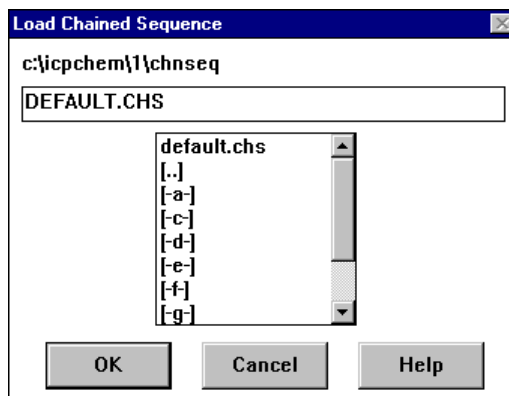 Load Chained Sequence
c:\icpchem\1\chnseq
DEFAULT.CHS
default.chs
[..]
[-a-]
[-c-]
[-d-]
[-e-]
[-f-]
[-g-]
OK Cancel Help